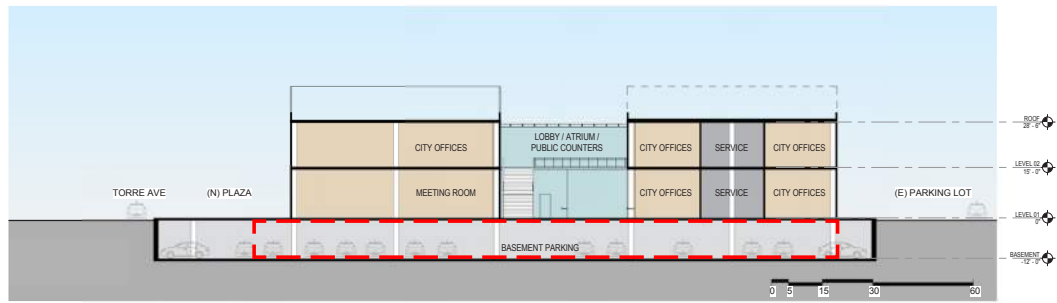 LOBBY / ATRIUM /
PUBLIC COUNTERS
CITY OFFICES
CITY OFFICES
SERVICE
CITY OFFICES
ROOF
28' - 6"
LEVEL 02
15' - 0"
TORRE AVE
(N) PLAZA
MEETING ROOM
CITY OFFICES
SERVICE
CITY OFFICES
(E) PARKING LOT
LEVEL 01
0"
BASEMENT PARKING
BASEMENT
-12' - 0"
0 5 15 30 60